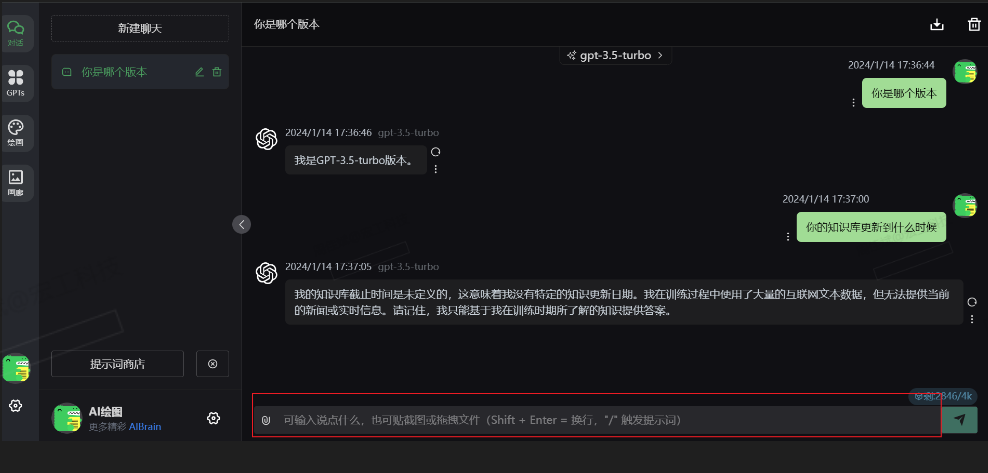 对话
GPTs
绘画
画廊
新建聊天
你是哪个版本
提示词商店
AI绘图
更多精彩 AIBrain
你是哪个版本
gpt-3.5-turbo
2024/1/14 17:36:44
你是哪个版本
2024/1/14 17:36:46 gpt-3.5-turbo
我是GPT-3.5-turbo版本。
2024/1/14 17:37:00
你的知识库更新到什么时候
2024/1/14 17:37:05 gpt-3.5-turbo
我的知识库截止时间是未定义的，这意味着我没有特定的知识更新日期。我在训练过程中使用了大量的互联网文本数据，但无法提供当前
的新闻或实时信息。请记住，我只能基于我在训练时期所了解的知识提供答案。
剩2846/4k
可输入说点什么，也可贴截图或拖拽文件（Shift + Enter = 换行，"/" 触发提示词）